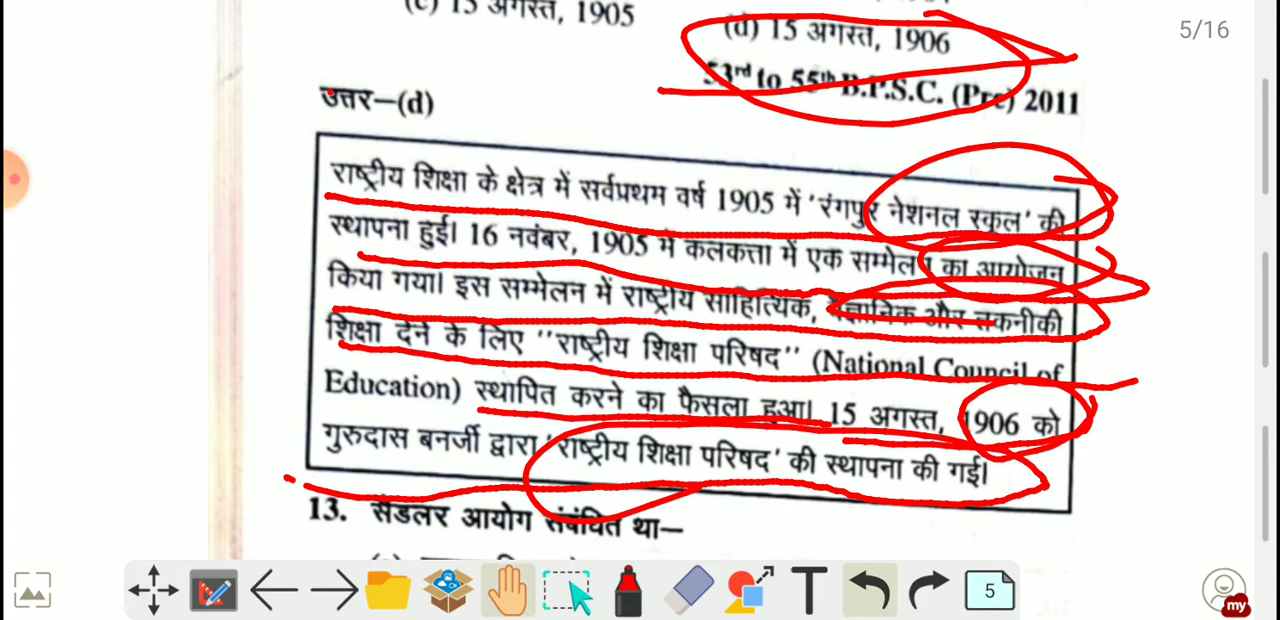 (c) 15 अगस्त, 1905
(d) 15 अगस्त, 1906
5/16
53rd to 55th B.P.S.C. (Pre) 2011
उत्तर–(d)
राष्ट्रीय शिक्षा के क्षेत्र में सर्वप्रथम वर्ष 1905 में 'रंगपुर नेशनल स्कूल' की
स्थापना हुई। 16 नवंबर, 1905 में कलकत्ता में एक सम्मेलन का आयोजन
किया गया। इस सम्मेलन में राष्ट्रीय साहित्यिक, वैज्ञानिक और तकनीकी
शिक्षा देने के लिए ''राष्ट्रीय शिक्षा परिषद'' (National Council of
Education) स्थापित करने का फैसला हुआ। 15 अगस्त, 1906 को
गुरुदास बनर्जी द्वारा 'राष्ट्रीय शिक्षा परिषद' की स्थापना की गई।
13. सैडलर आयोग संबंधित था–
T
5
my